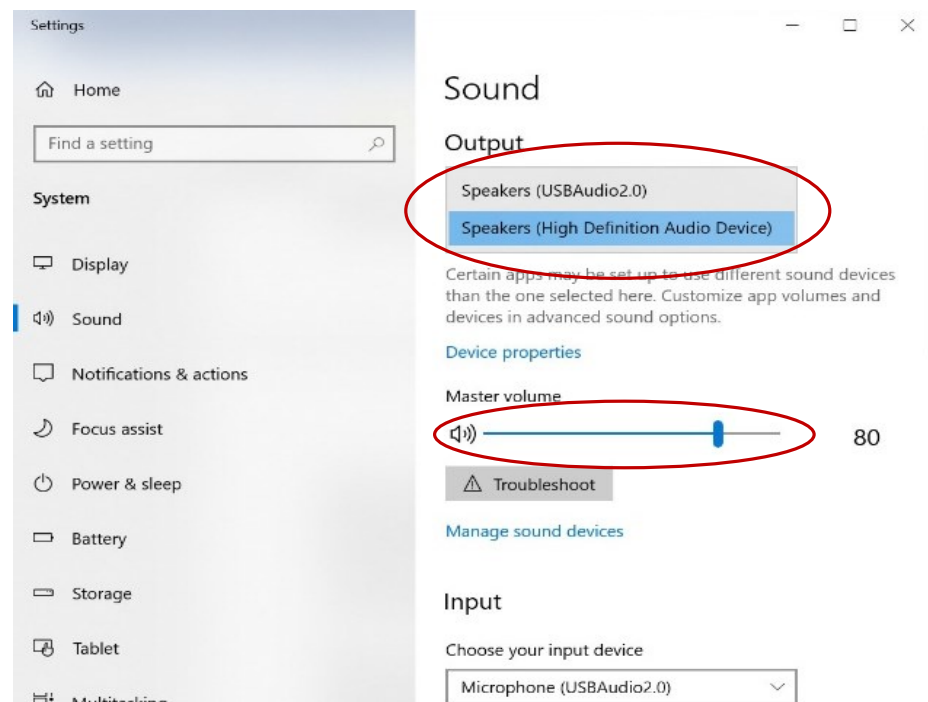 Settings
Home
Find a setting
System
Display
Sound
Notifications & actions
Focus assist
Power & sleep
Battery
Storage
Tablet
Multitasking
Sound
Output
Speakers (USBAudio2.0)
Speakers (High Definition Audio Device)
Certain apps may be set up to use different sound devices
than the one selected here. Customize app volumes and
devices in advanced sound options.
Device properties
Master volume
80
Troubleshoot
Manage sound devices
Input
Choose your input device
Microphone (USBAudio2.0)